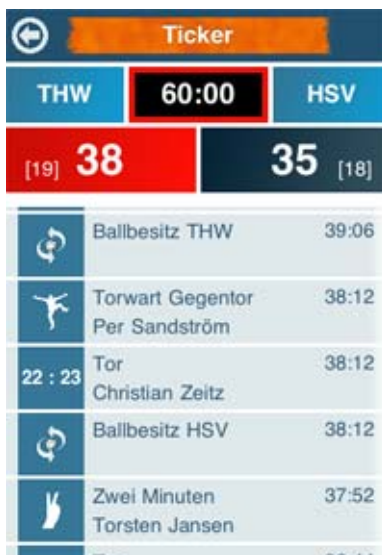 Ticker
THW 60:00 HSV
[19] 38 35 [18]
Ballbesitz THW 39:06
Torwart Gegentor 38:12
Per Sandström
22 : 23 Tor 38:12
Christian Zeitz
Ballbesitz HSV 38:12
Zwei Minuten 37:52
Torsten Jansen